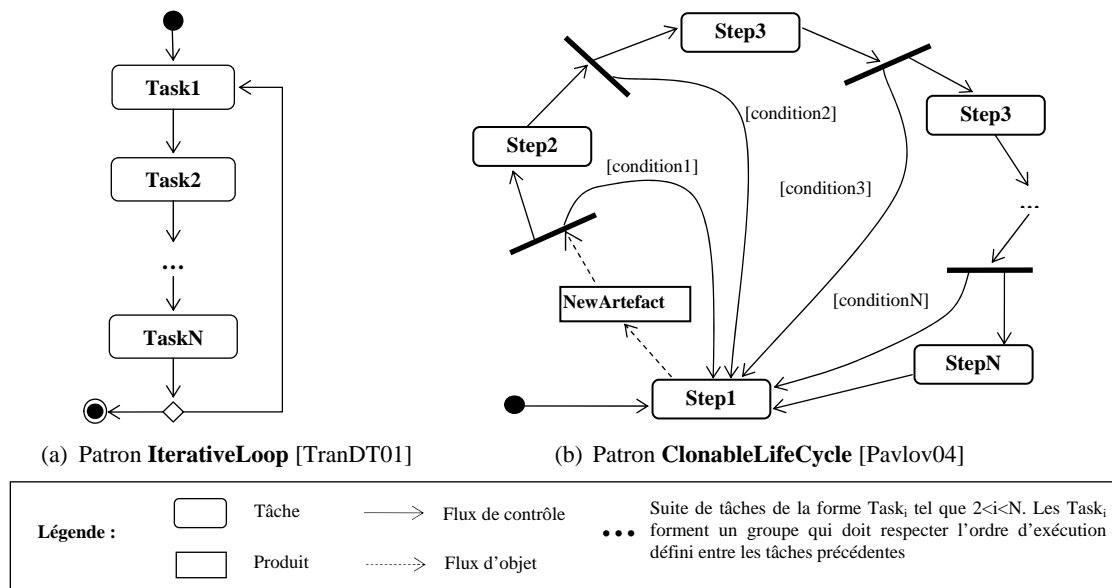 Task1
Task2
...
TaskN
(a) Patron IterativeLoop [TranDT01]
Step3
Step3
[condition2]
Step2
[condition1]
[condition3]
...
NewArtefact
[conditionN]
StepN
Step1
(b) Patron ClonableLifeCycle [Pavlov04]
Légende :
Tâche
Produit
Flux de contrôle
Flux d'objet
...
Suite de tâches de la forme Taski tel que 2<i<N. Les Taski
forment un groupe qui doit respecter l'ordre d'exécution
défini entre les tâches précédentes